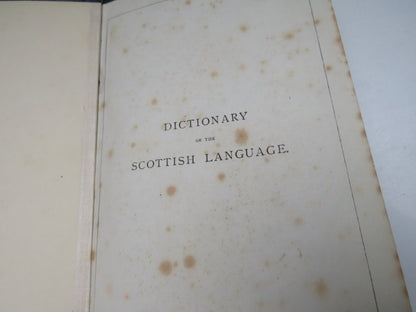 DICTIONARY
OF THE
SCOTTISH LANGUAGE.